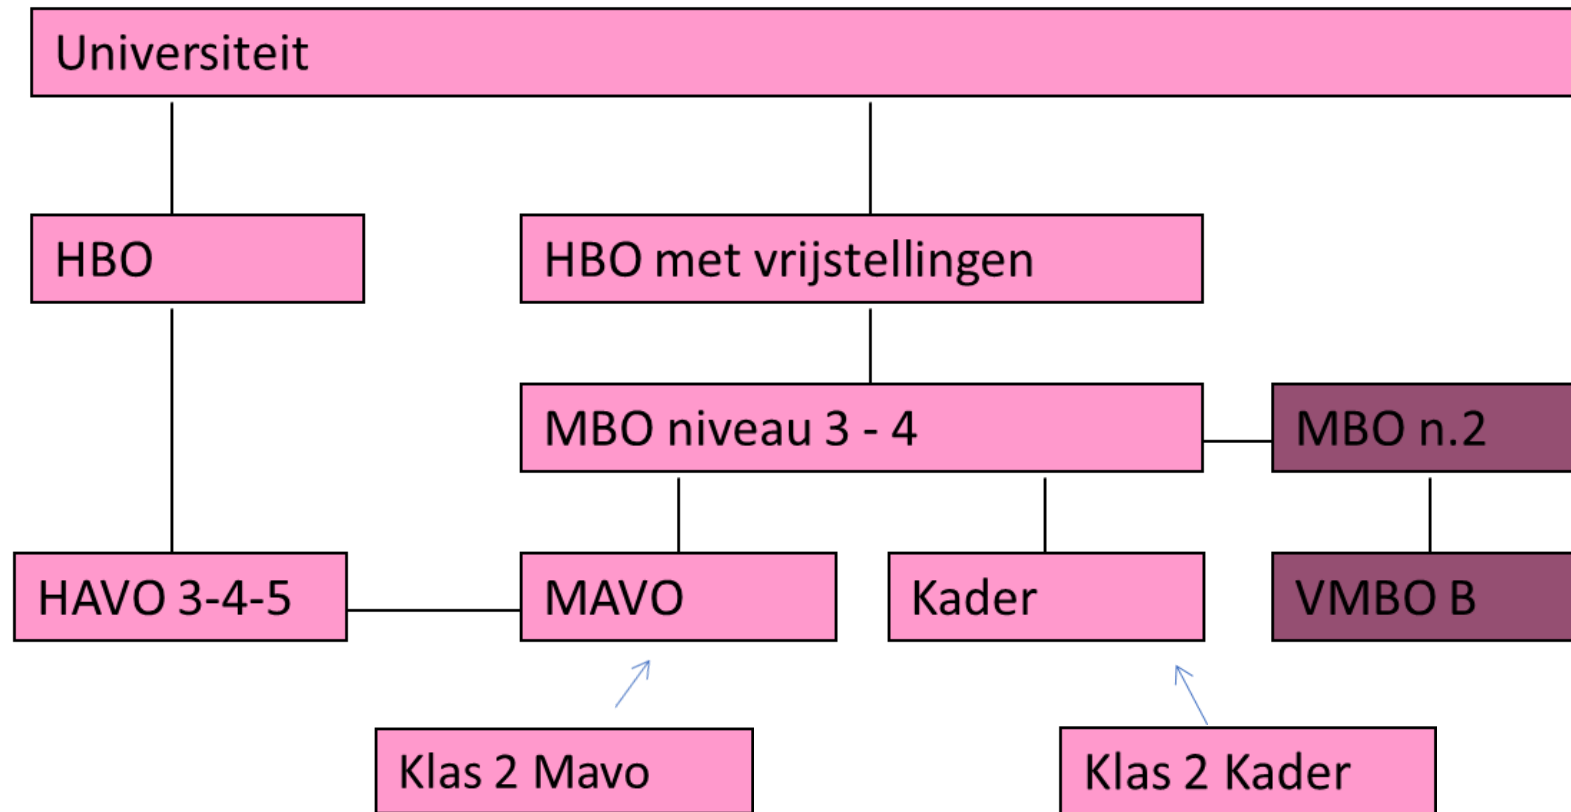 Universiteit
HBO
HBO met vrijstellingen
MBO niveau 3 - 4
MBO n.2
HAVO 3-4-5
MAVO
Kader
VMBO B
Klas 2 Mavo
Klas 2 Kader